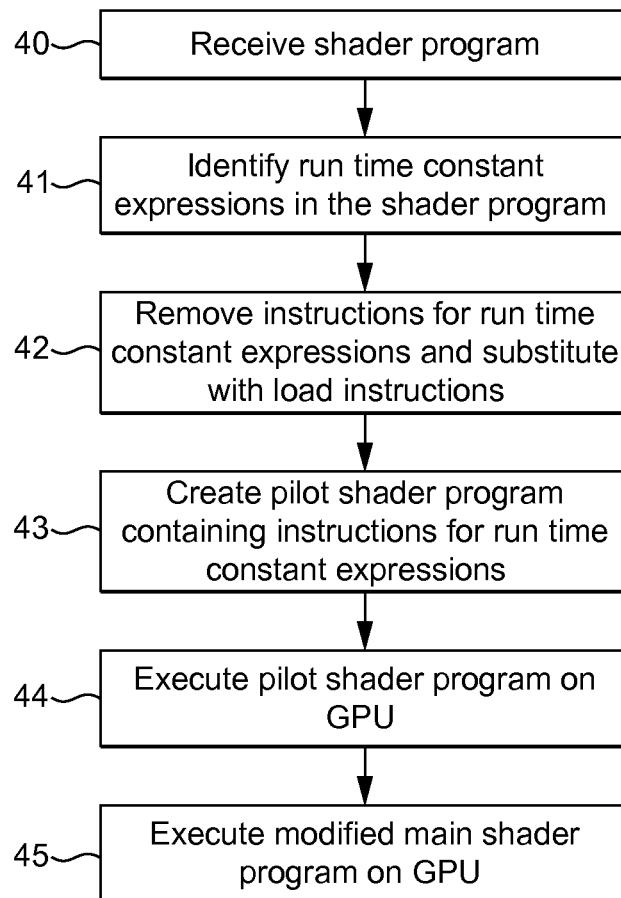 40 Receive shader program
41 Identify run time constant
expressions in the shader program
Remove instructions for run time
42 constant expressions and substitute
with load instructions
Create pilot shader program
43 containing instructions for run time
constant expressions
44 Execute pilot shader program on
GPU
45 Execute modified main shader
program on GPU